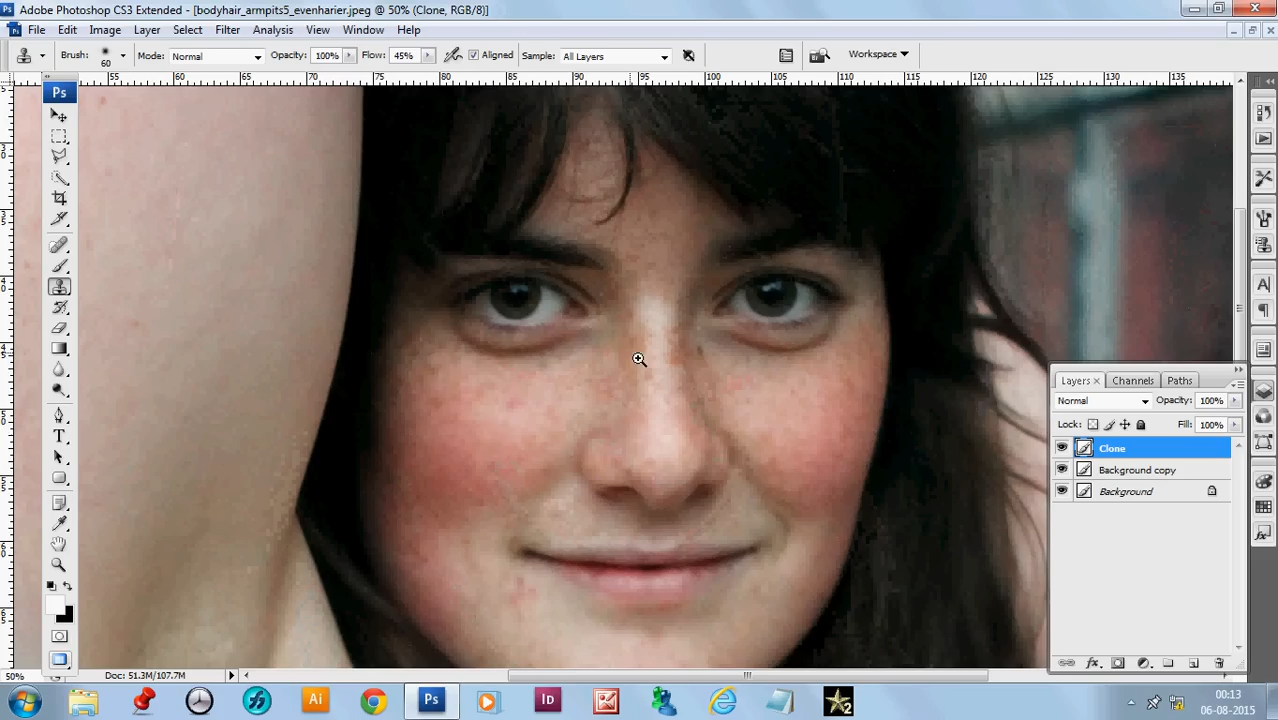 Adobe Photoshop CS3 Extended - [bodyhair_armpits5_evenharier.jpeg @ 50% (Clone, RGB/8)]
Ps File Edit Image Layer Select Filter Analysis View Window Help
Brush: 60 Mode: Normal Opacity: 100% Flow: 45% Aligned Sample: All Layers Workspace
55 60 65 70 75 80 85 90 95 100 105 110 115 120 125 130 135
Ps
Layers × Channels Paths
Normal Opacity: 100%
Lock: Fill: 100%
Clone
Background copy
Background
50% Doc: 51.3M/107.7M
Ai Ps Id 2
00:13
06-08-2015